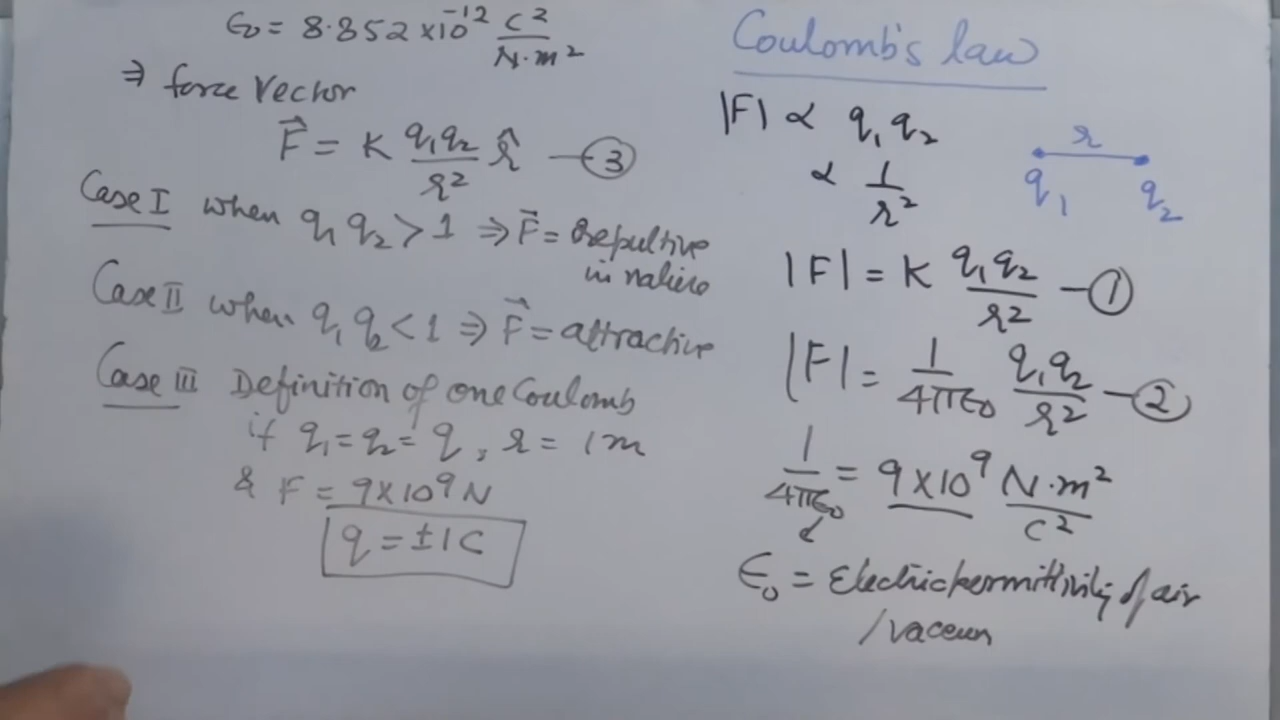 Coulomb's law
|F| ∝ q₁q₂
∝ 1/r²
r
q₁ q₂
|F| = K q₁q₂/r² — ①
|F| = 1/4πε₀ q₁q₂/r² — ②
1/4πε₀ = 9×10⁹ N·m²/C²
ε₀ = Electric permittivity of air
/vaceum
ε₀ = 8.852×10⁻¹² C²/N·m²
⇒ force Vector
F⃗ = K q₁q₂/r² r̂ — ③
Case I when q₁q₂ > 1 ⇒ F⃗ = repultive
in nature
Case II when q₁q₂ < 1 ⇒ F⃗ = attractive
Case III Definition of one Coulomb
if q₁ = q₂ = q, r = 1m
& F = 9×10⁹ N
q = ±1C